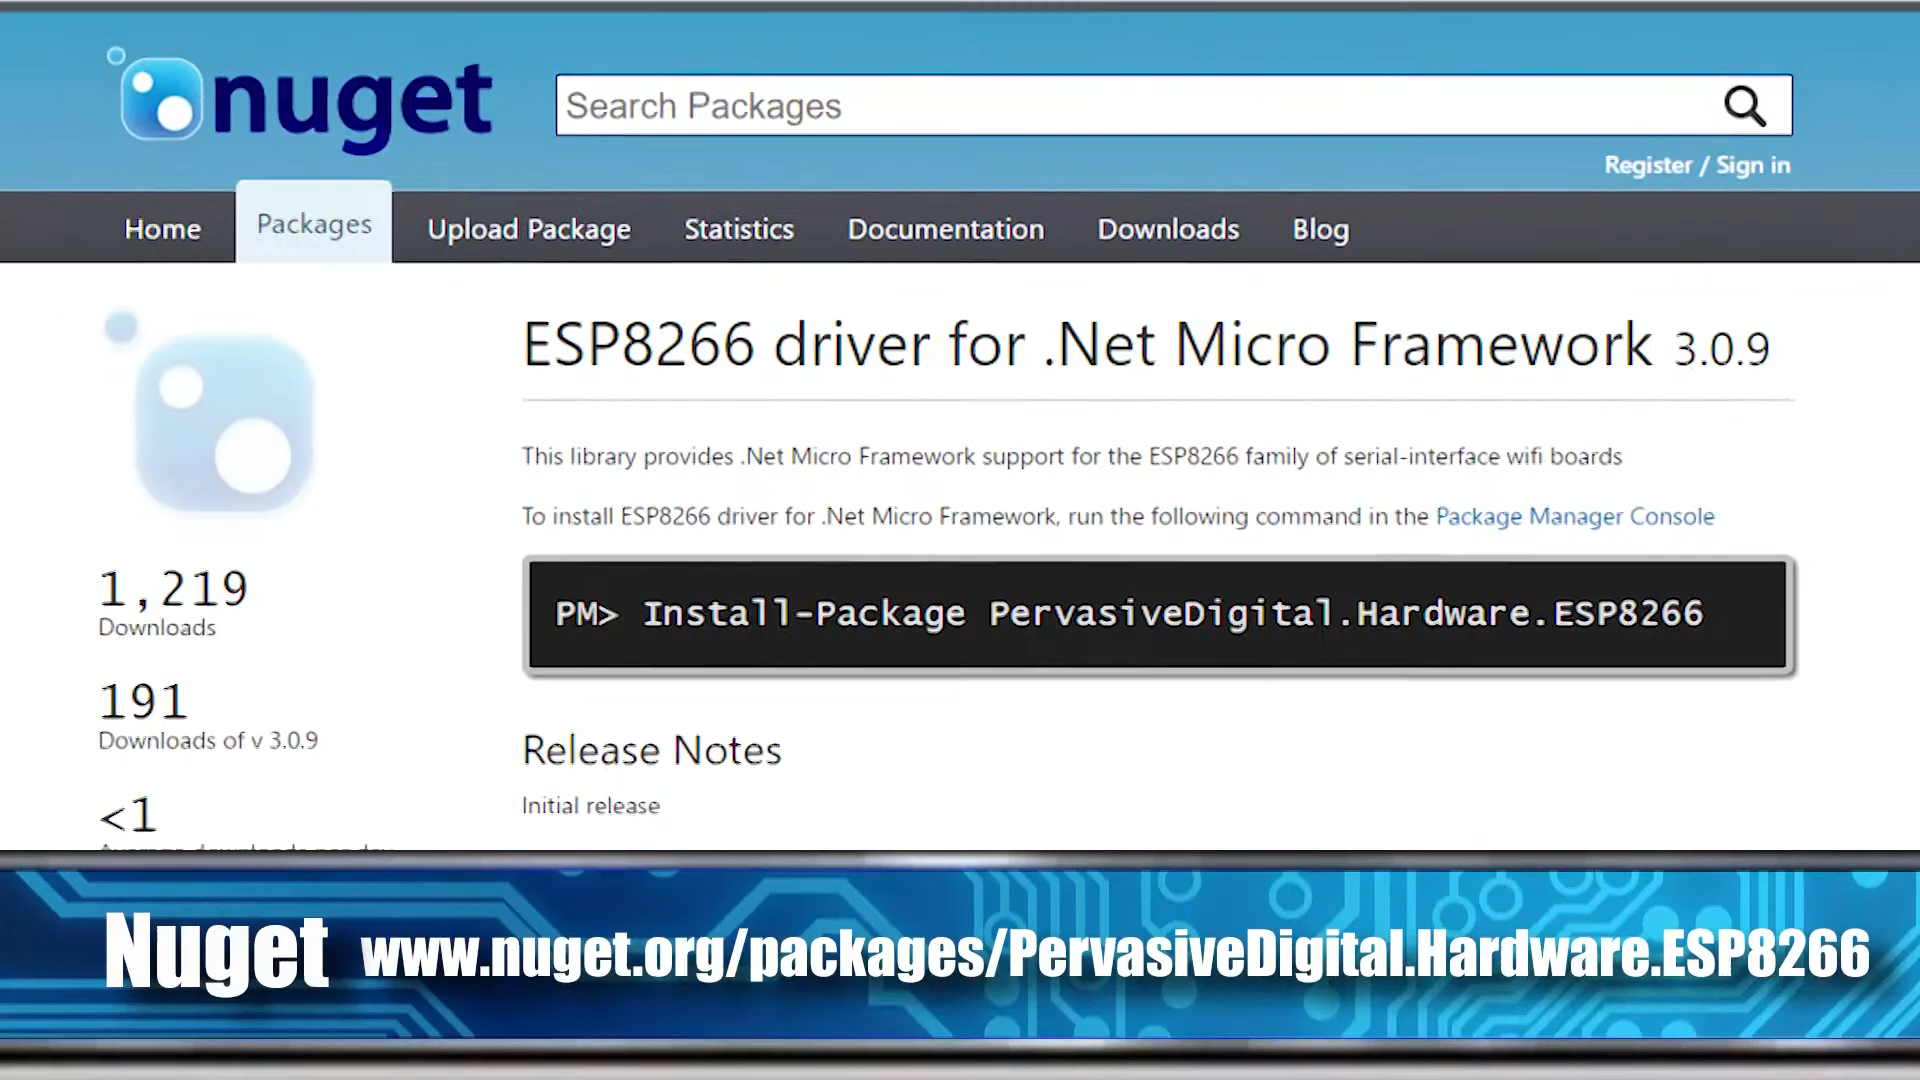 nuget
Search Packages
Register / Sign in
Home Packages Upload Package Statistics Documentation Downloads Blog
ESP8266 driver for .Net Micro Framework 3.0.9
This library provides .Net Micro Framework support for the ESP8266 family of serial-interface wifi boards
To install ESP8266 driver for .Net Micro Framework, run the following command in the Package Manager Console
PM> Install-Package PervasiveDigital.Hardware.ESP8266
1,219
Downloads
191
Downloads of v 3.0.9
<1
Average downloads per day
Release Notes
Initial release
Nuget www.nuget.org/packages/PervasiveDigital.Hardware.ESP8266